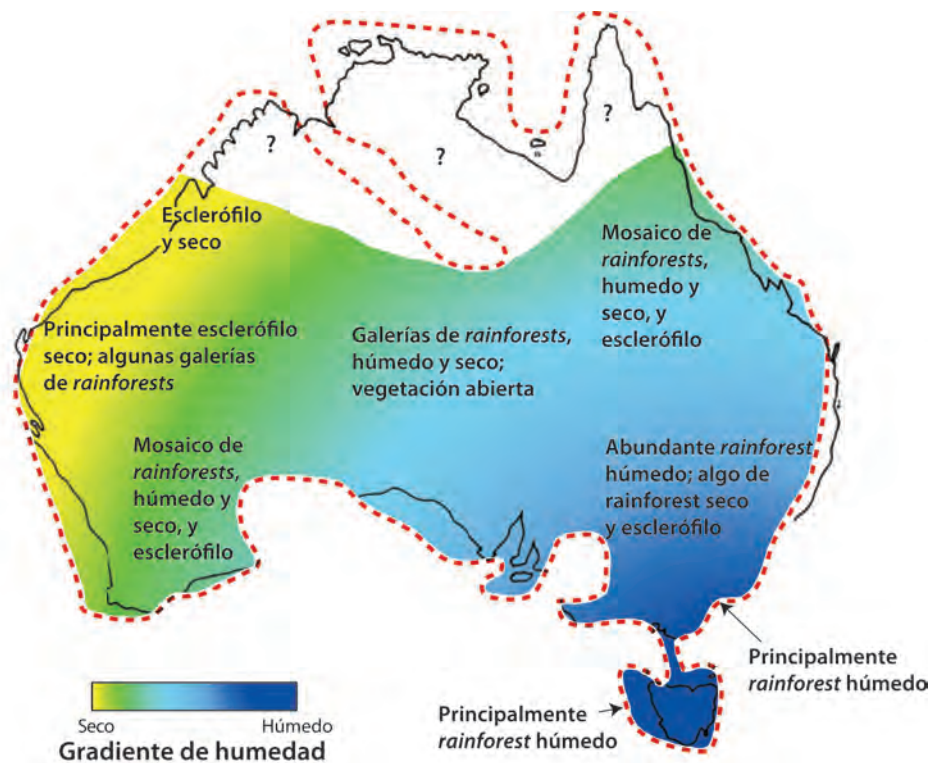 ?
?
?
Esclerófilo
y seco
Mosaico de
rainforests,
humedo y
seco, y
esclerófilo
Principalmente esclerófilo
seco; algunas galerías
de rainforests
Galerías de rainforests,
húmedo y seco;
vegetación abierta
Mosaico de
rainforests,
húmedo y
seco, y
esclerófilo
Abundante rainforest
húmedo; algo de
rainforest seco
y esclerófilo
Principalmente
rainforest húmedo
Principalmente
rainforest húmedo
Seco
Húmedo
Gradiente de humedad